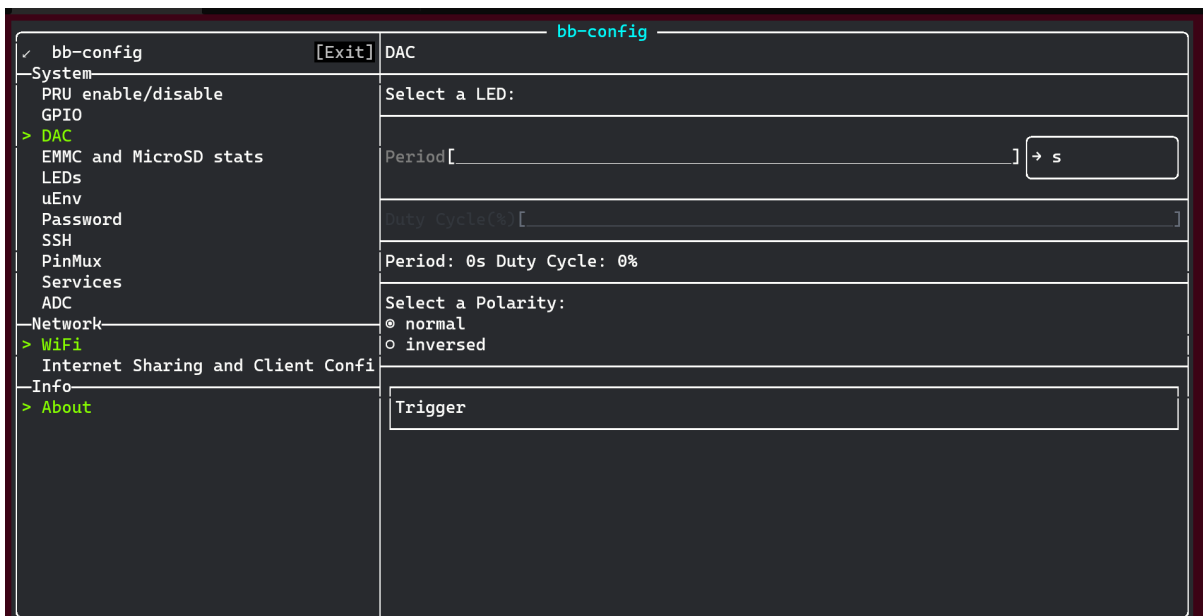 bb-config
✓ bb-config [Exit]
System
PRU enable/disable
GPIO
> DAC
EMMC and MicroSD stats
LEDs
uEnv
Password
SSH
PinMux
Services
ADC
Network
> WiFi
Internet Sharing and Client Confi
Info
> About
DAC
Select a LED:
Period[ ] → s
Duty Cycle(%)[ ]
Period: 0s Duty Cycle: 0%
Select a Polarity:
◉ normal
○ inversed
Trigger